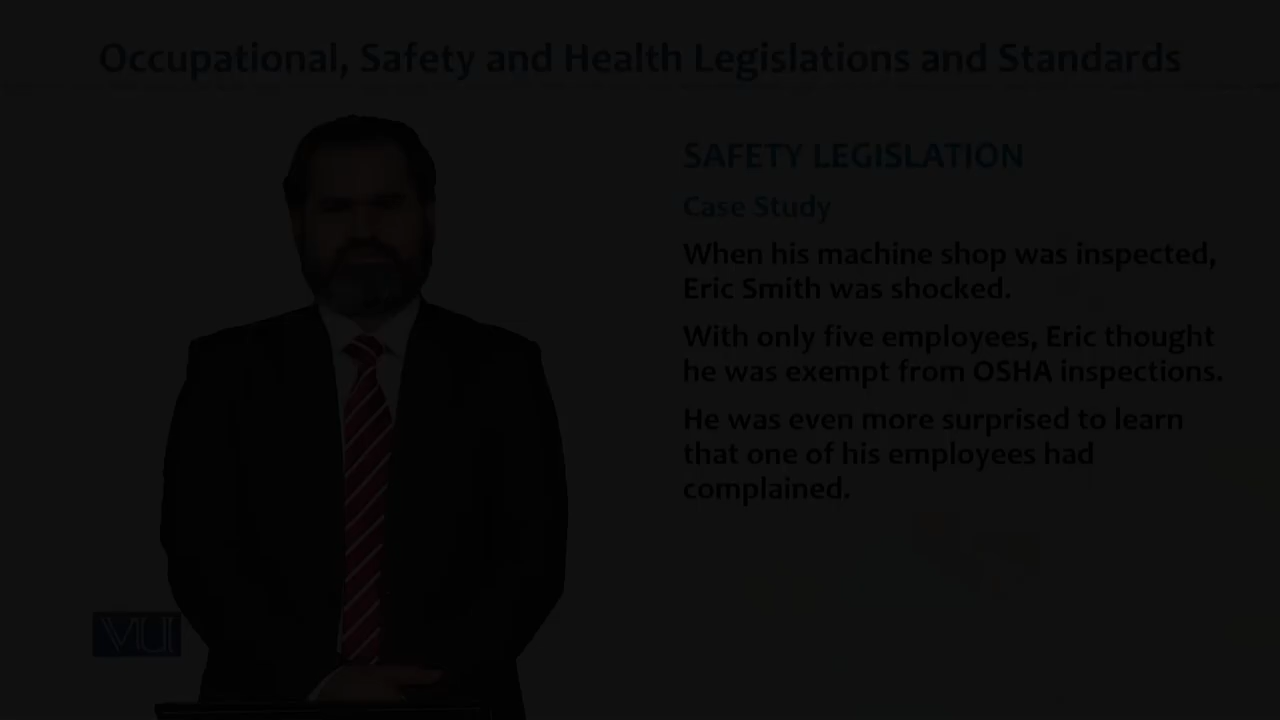 Occupational, Safety and Health Legislations and Standards
SAFETY LEGISLATION
Case Study
When his machine shop was inspected,
Eric Smith was shocked.
With only five employees, Eric thought
he was exempt from OSHA inspections.
He was even more surprised to learn
that one of his employees had
complained.
VU